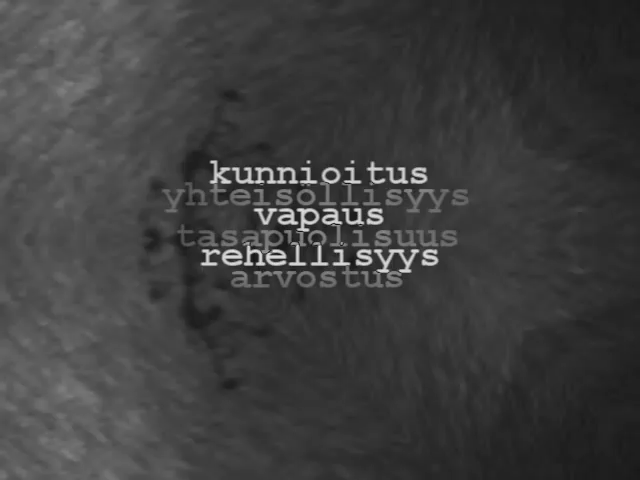 kunnioitus
yhteisöllisyys
vapaus
tasapuolisuus
rehellisyys
arvostus